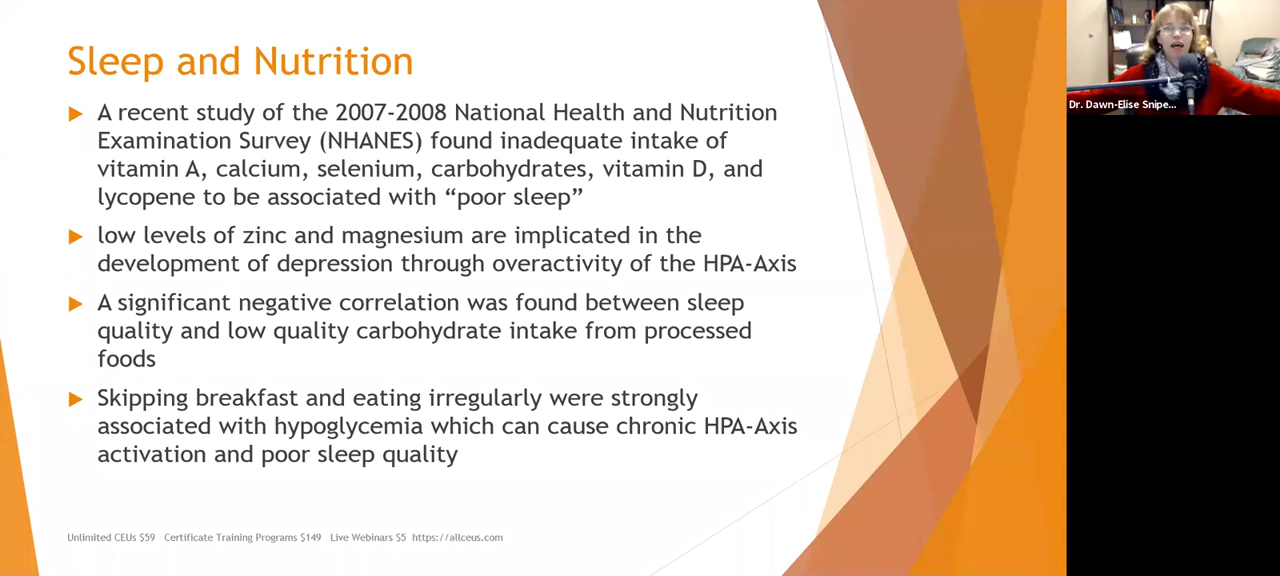 Sleep and Nutrition
A recent study of the 2007-2008 National Health and Nutrition
Examination Survey (NHANES) found inadequate intake of
vitamin A, calcium, selenium, carbohydrates, vitamin D, and
lycopene to be associated with “poor sleep”
low levels of zinc and magnesium are implicated in the
development of depression through overactivity of the HPA-Axis
A significant negative correlation was found between sleep
quality and low quality carbohydrate intake from processed
foods
Skipping breakfast and eating irregularly were strongly
associated with hypoglycemia which can cause chronic HPA-Axis
activation and poor sleep quality
Unlimited CEUs $59 Certificate Training Programs $149 Live Webinars $5 https://allceus.com
Dr. Dawn-Elise Snipe...